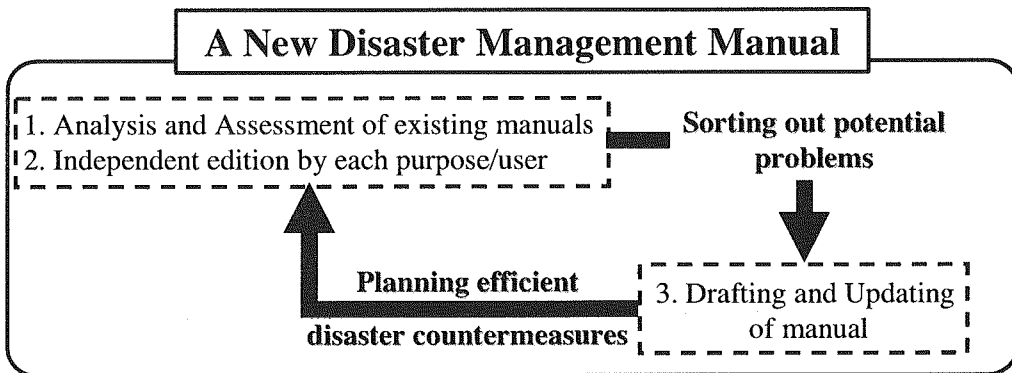 A New Disaster Management Manual
1. Analysis and Assessment of existing manuals
2. Independent edition by each purpose/user
Sorting out potential
problems
3. Drafting and Updating
of manual
Planning efficient
disaster countermeasures